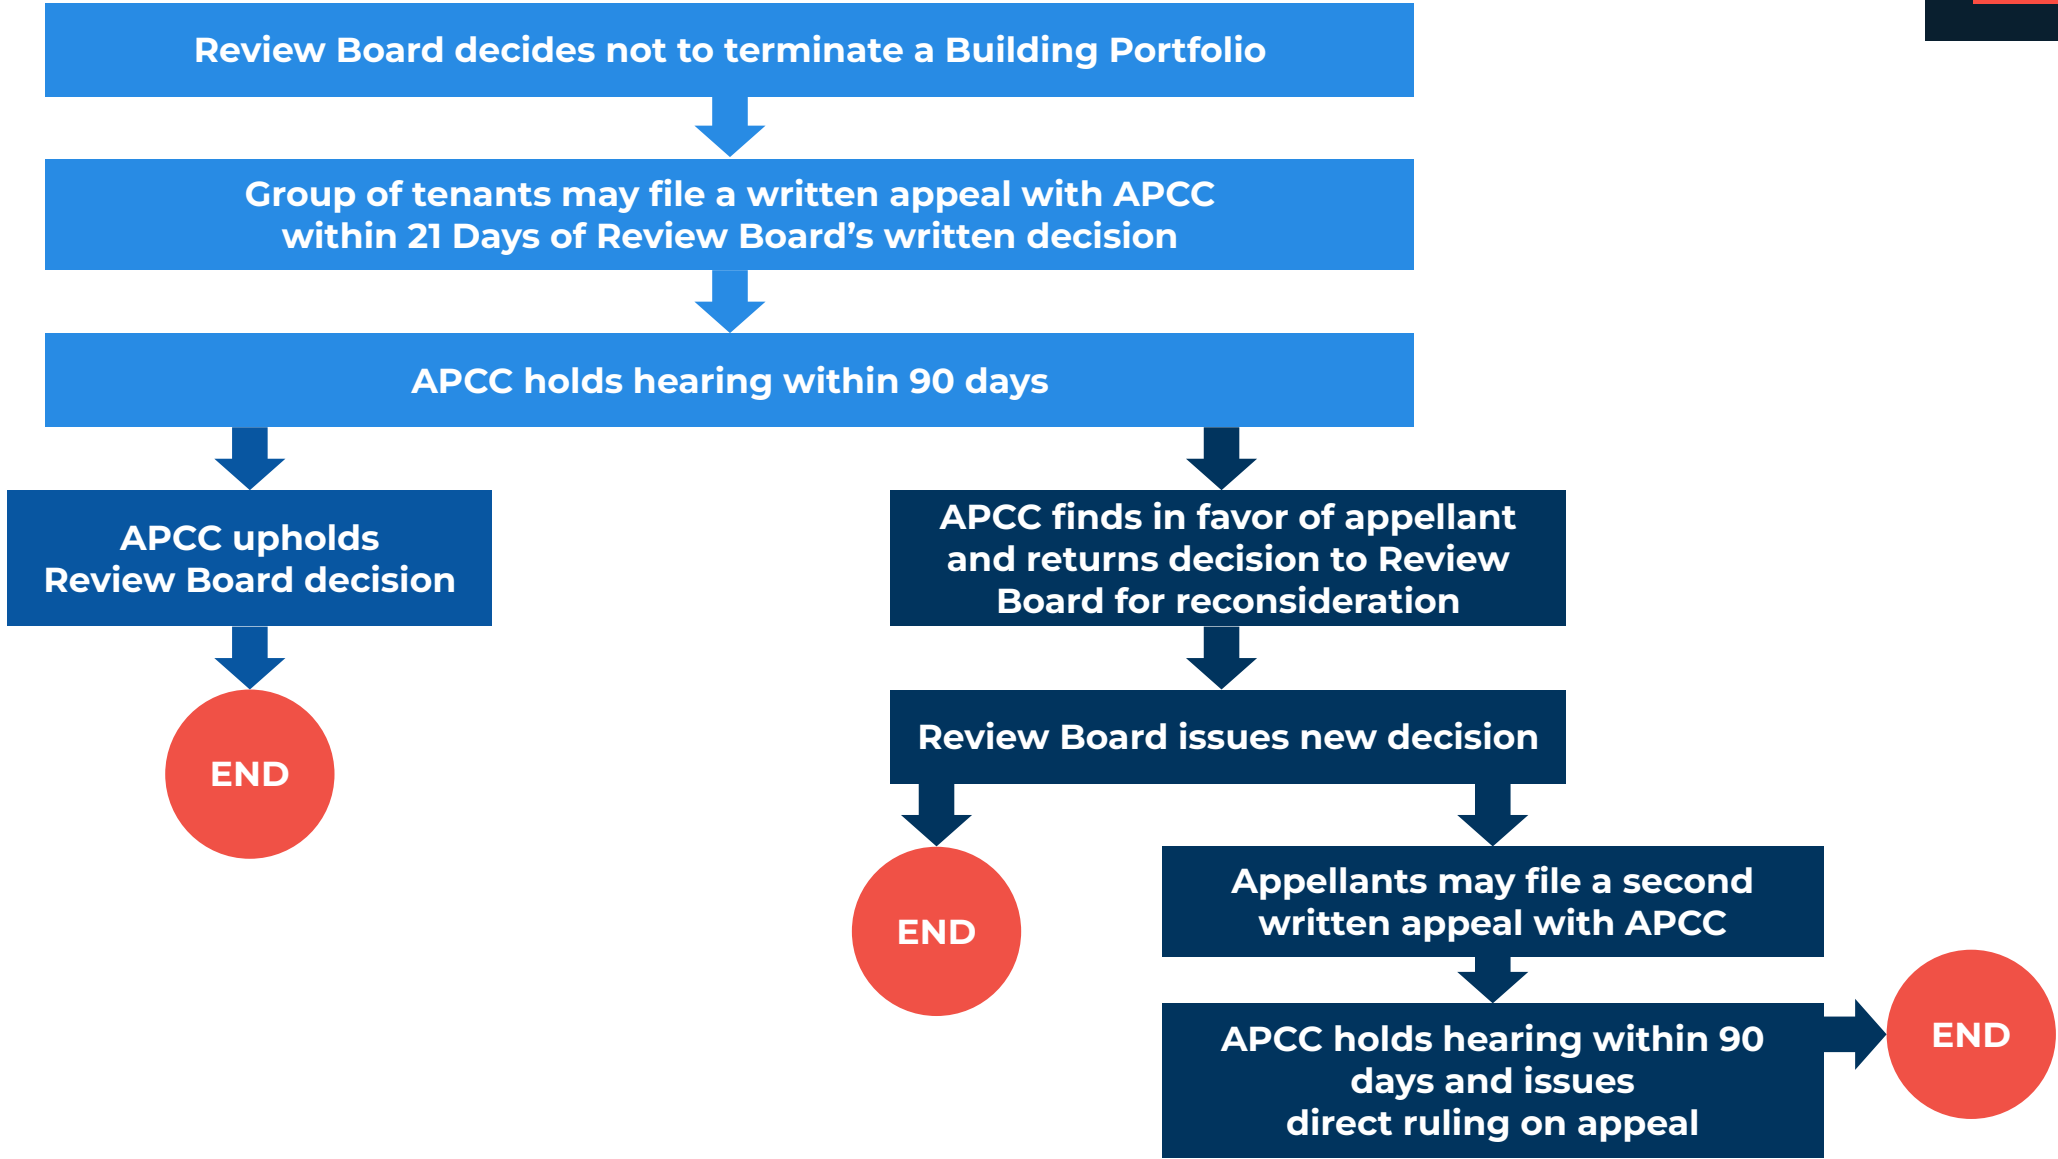 Review Board decides not to terminate a Building Portfolio
Group of tenants may file a written appeal with APCC
within 21 Days of Review Board’s written decision
APCC holds hearing within 90 days
APCC upholds
Review Board decision
END
APCC finds in favor of appellant
and returns decision to Review
Board for reconsideration
Review Board issues new decision
END
Appellants may file a second
written appeal with APCC
APCC holds hearing within 90
days and issues
direct ruling on appeal
END